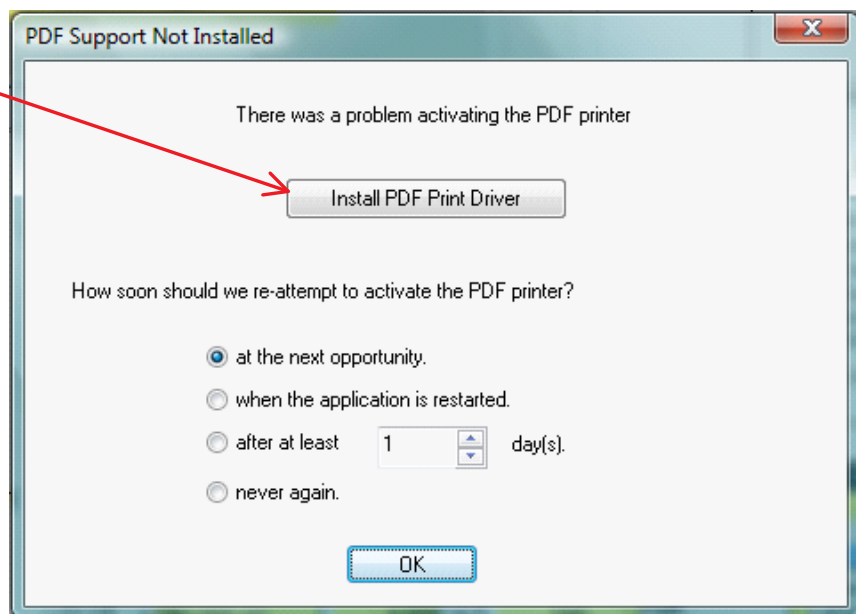 PDF Support Not Installed
There was a problem activating the PDF printer
Install PDF Print Driver
How soon should we re-attempt to activate the PDF printer?
at the next opportunity.
when the application is restarted.
after at least 1 day(s).
never again.
OK